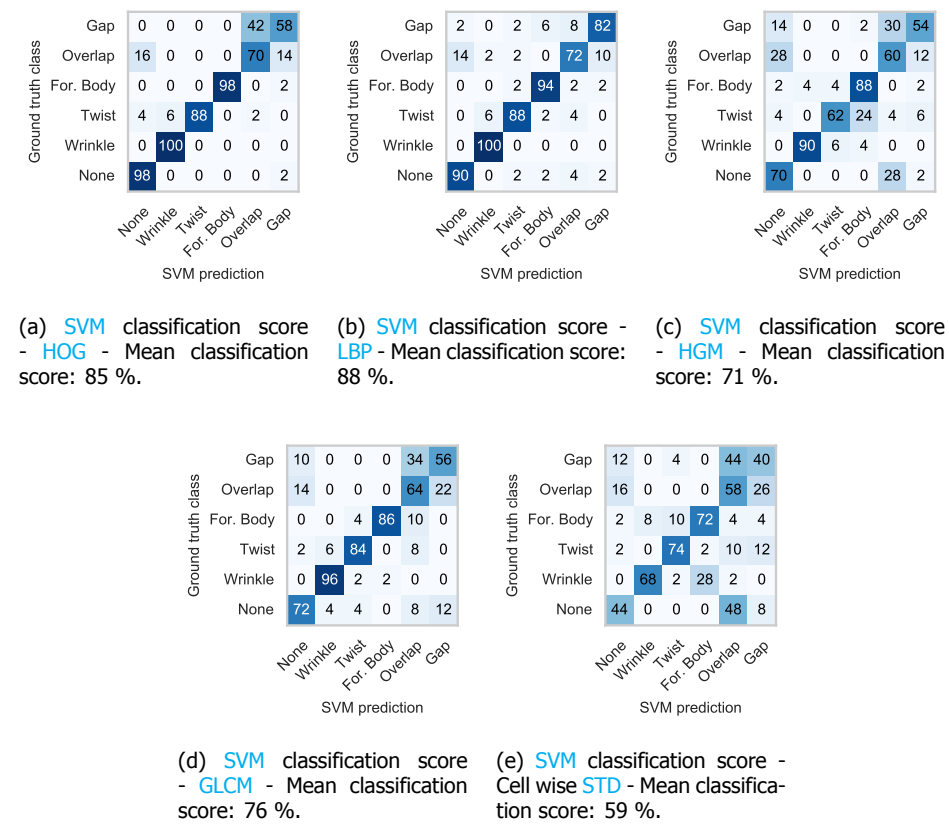 Ground truth class
Gap 0 0 0 0 42 58
Overlap 16 0 0 0 70 14
For. Body 0 0 0 98 0 2
Twist 4 6 88 0 2 0
Wrinkle 0 100 0 0 0 0
None 98 0 0 0 0 2
None Wrinkle Twist For. Body Overlap Gap
SVM prediction
(a) SVM classification score
- HOG - Mean classification
score: 85 %.
Ground truth class
Gap 2 0 2 6 8 82
Overlap 14 2 2 0 72 10
For. Body 0 0 2 94 2 2
Twist 0 6 88 2 4 0
Wrinkle 0 100 0 0 0 0
None 90 0 2 2 4 2
None Wrinkle Twist For. Body Overlap Gap
SVM prediction
(b) SVM classification score -
LBP - Mean classification score:
88 %.
Ground truth class
Gap 14 0 0 2 30 54
Overlap 28 0 0 0 60 12
For. Body 2 4 4 88 0 2
Twist 4 0 62 24 4 6
Wrinkle 0 90 6 4 0 0
None 70 0 0 0 28 2
None Wrinkle Twist For. Body Overlap Gap
SVM prediction
(c) SVM classification score
- HGM - Mean classification
score: 71 %.
Ground truth class
Gap 10 0 0 0 34 56
Overlap 14 0 0 0 64 22
For. Body 0 0 4 86 10 0
Twist 2 6 84 0 8 0
Wrinkle 0 96 2 2 0 0
None 72 4 4 0 8 12
None Wrinkle Twist For. Body Overlap Gap
SVM prediction
(d) SVM classification score
- GLCM - Mean classification
score: 76 %.
Ground truth class
Gap 12 0 4 0 44 40
Overlap 16 0 0 0 58 26
For. Body 2 8 10 72 4 4
Twist 2 0 74 2 10 12
Wrinkle 0 68 2 28 2 0
None 44 0 0 0 48 8
None Wrinkle Twist For. Body Overlap Gap
SVM prediction
(e) SVM classification score -
Cell wise STD - Mean classifica-
tion score: 59 %.